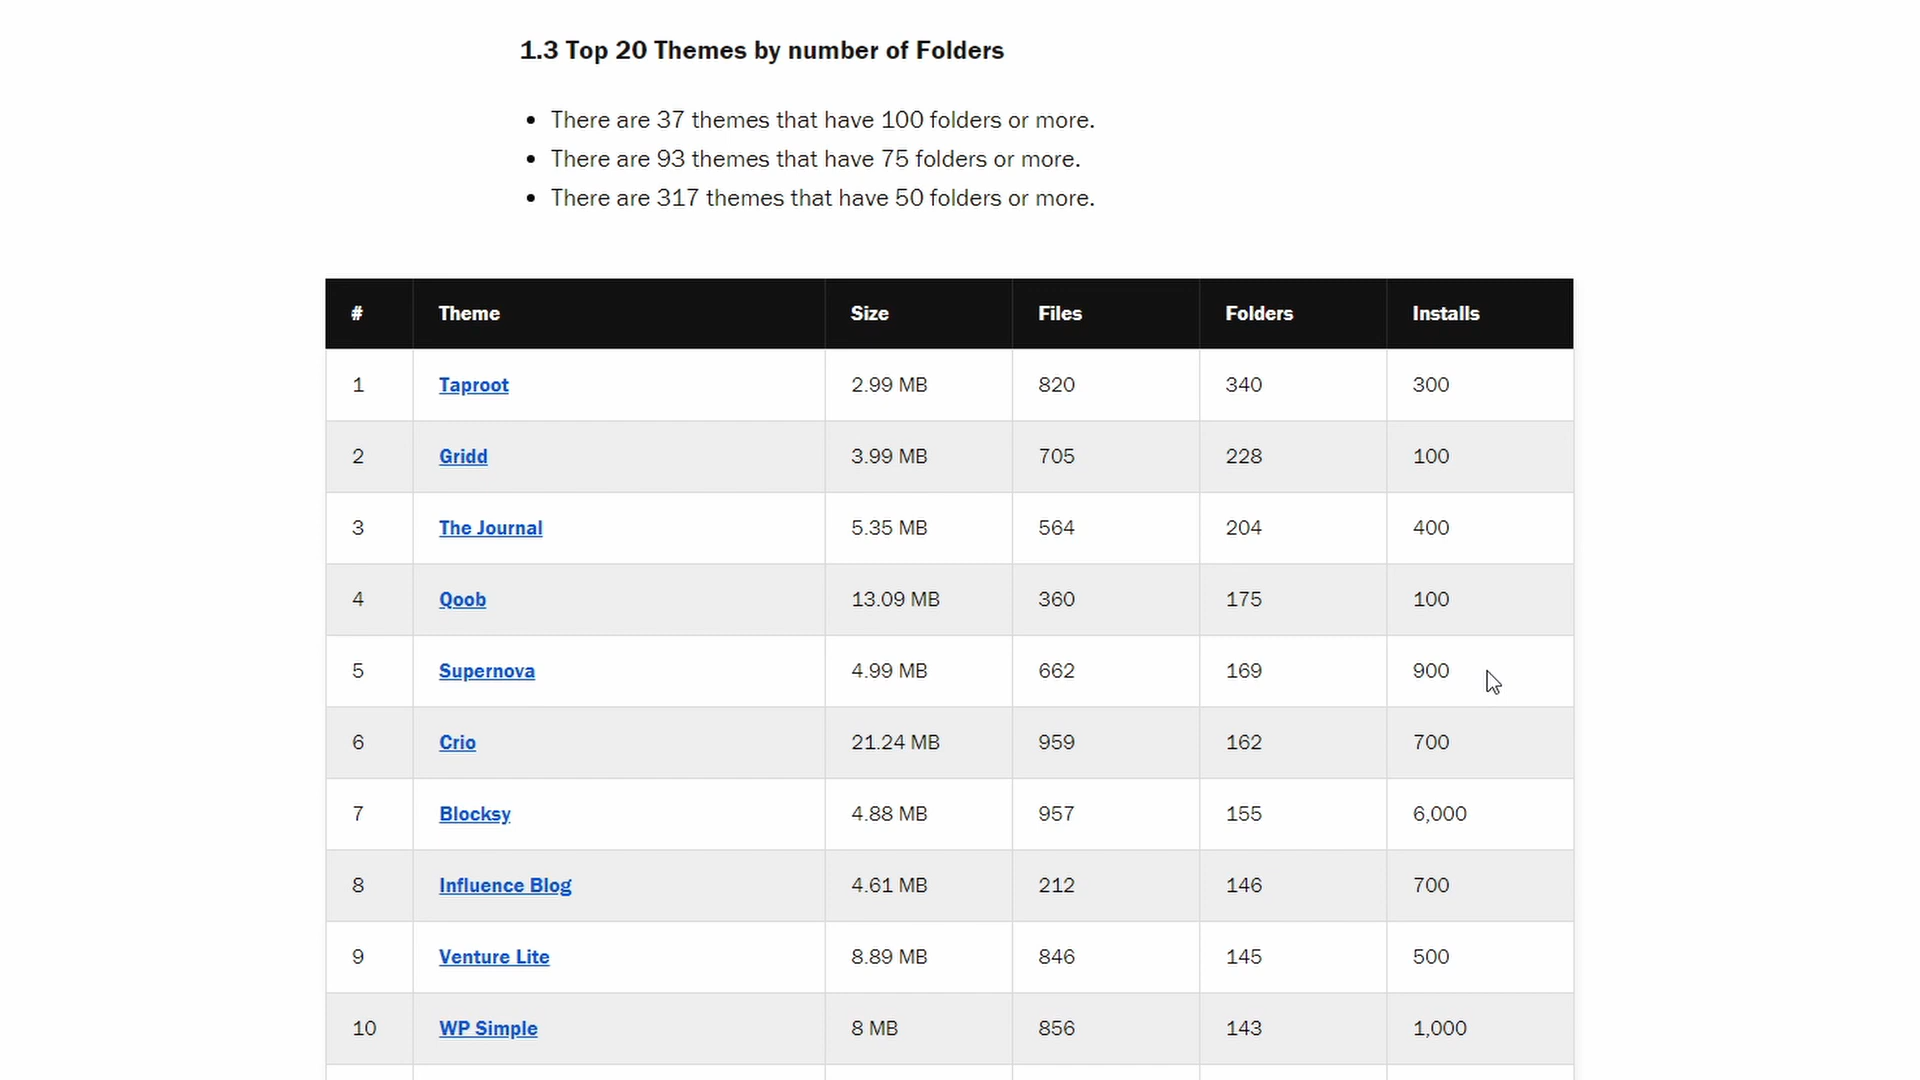 1.3 Top 20 Themes by number of Folders
• There are 37 themes that have 100 folders or more.
• There are 93 themes that have 75 folders or more.
• There are 317 themes that have 50 folders or more.
# Theme Size Files Folders Installs
1 Taproot 2.99 MB 820 340 300
2 Gridd 3.99 MB 705 228 100
3 The Journal 5.35 MB 564 204 400
4 Qoob 13.09 MB 360 175 100
5 Supernova 4.99 MB 662 169 900
6 Crio 21.24 MB 959 162 700
7 Blocksy 4.88 MB 957 155 6,000
8 Influence Blog 4.61 MB 212 146 700
9 Venture Lite 8.89 MB 846 145 500
10 WP Simple 8 MB 856 143 1,000